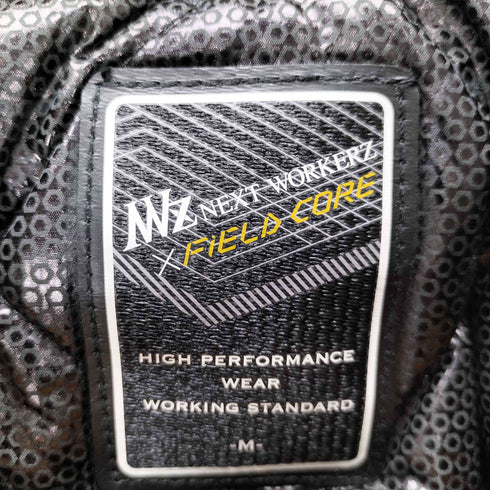 NWZ NEXT WORKERZ
×FiELD CORE
HIGH PERFORMANCE
WEAR
WORKING STANDARD
-M-